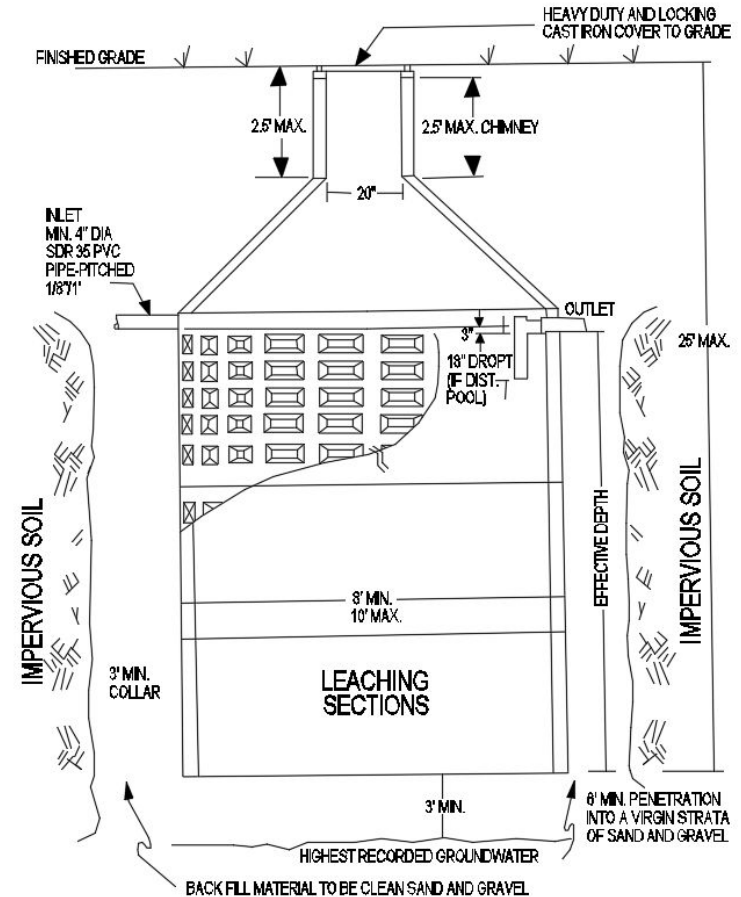 HEAVY DUTY AND LOCKING
CAST IRON COVER TO GRADE
FINISHED GRADE
2.5' MAX.
2.5' MAX. CHIMNEY
20"
INLET
MIN. 4" DIA
SDR 35 PVC
PIPE-PITCHED
1/8"/1'
OUTLET
3"
18" DROPT
(IF DIST.
POOL)
25' MAX.
IMPERVIOUS SOIL
EFFECTIVE DEPTH
IMPERVIOUS SOIL
8' MIN.
10' MAX.
3' MIN.
COLLAR
LEACHING
SECTIONS
3' MIN.
6' MIN. PENETRATION
INTO A VIRGIN STRATA
OF SAND AND GRAVEL
HIGHEST RECORDED GROUNDWATER
BACK FILL MATERIAL TO BE CLEAN SAND AND GRAVEL